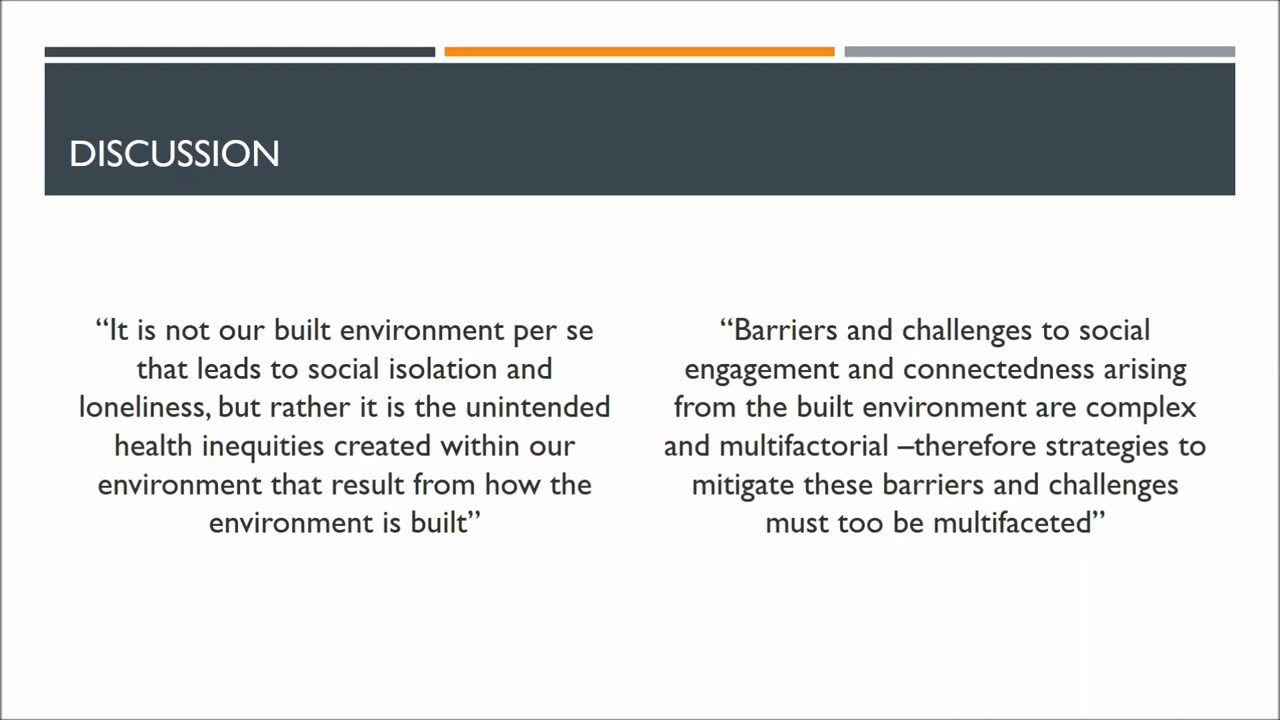 DISCUSSION
“It is not our built environment per se
that leads to social isolation and
loneliness, but rather it is the unintended
health inequities created within our
environment that result from how the
environment is built”
“Barriers and challenges to social
engagement and connectedness arising
from the built environment are complex
and multifactorial –therefore strategies to
mitigate these barriers and challenges
must too be multifaceted”